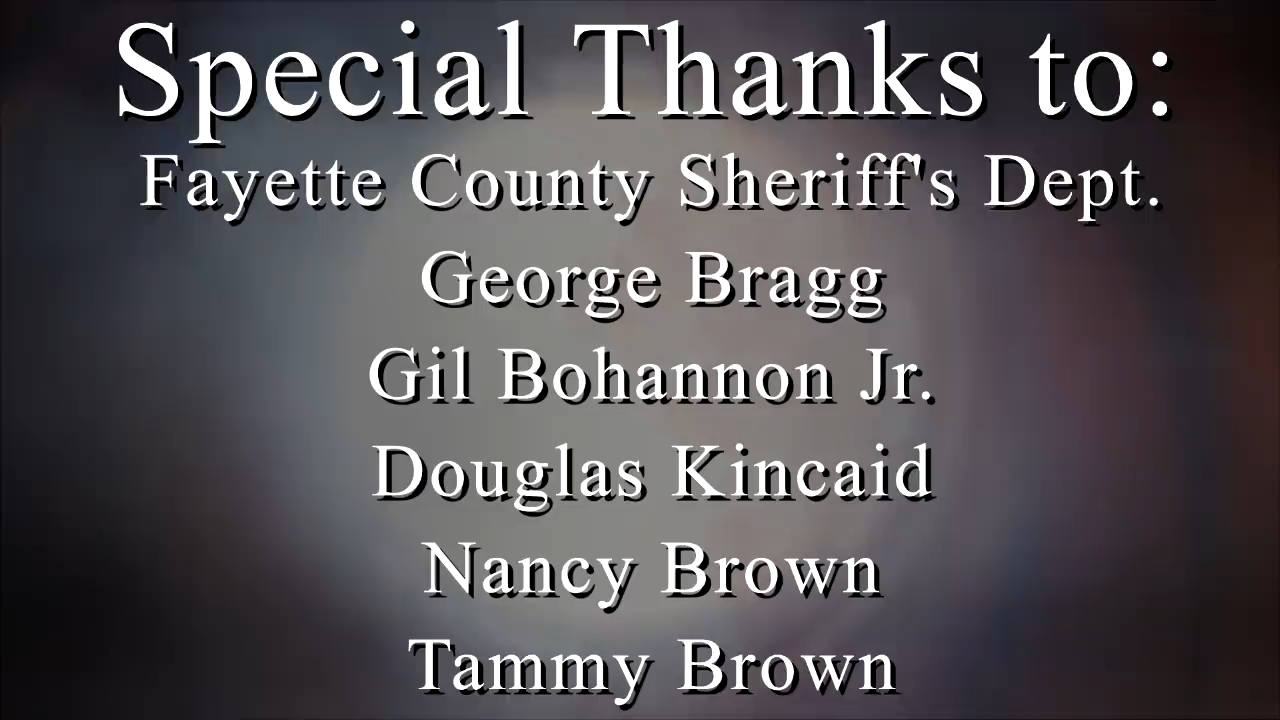 Special Thanks to:
Fayette County Sheriff's Dept.
George Bragg
Gil Bohannon Jr.
Douglas Kincaid
Nancy Brown
Tammy Brown